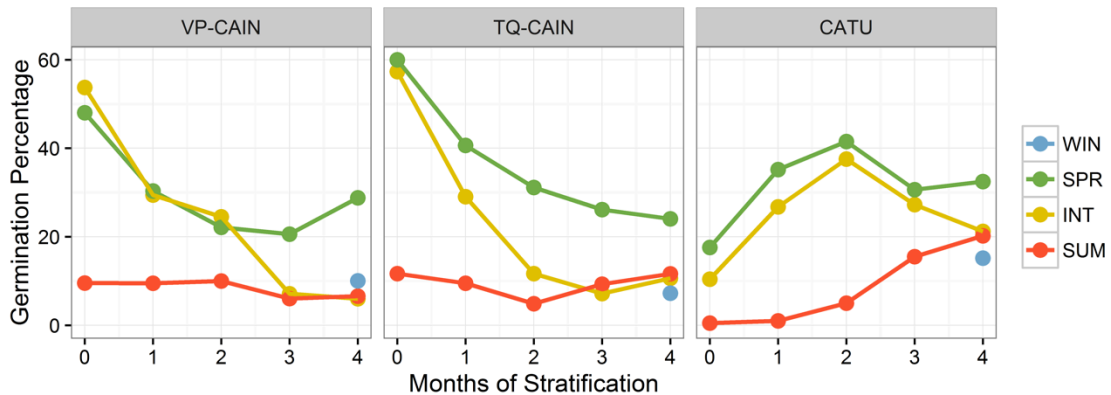 VP-CAIN TQ-CAIN CATU
Germination Percentage
60
40
20
0
WIN
SPR
INT
SUM
0 1 2 3 4 0 1 2 3 4 0 1 2 3 4
Months of Stratification